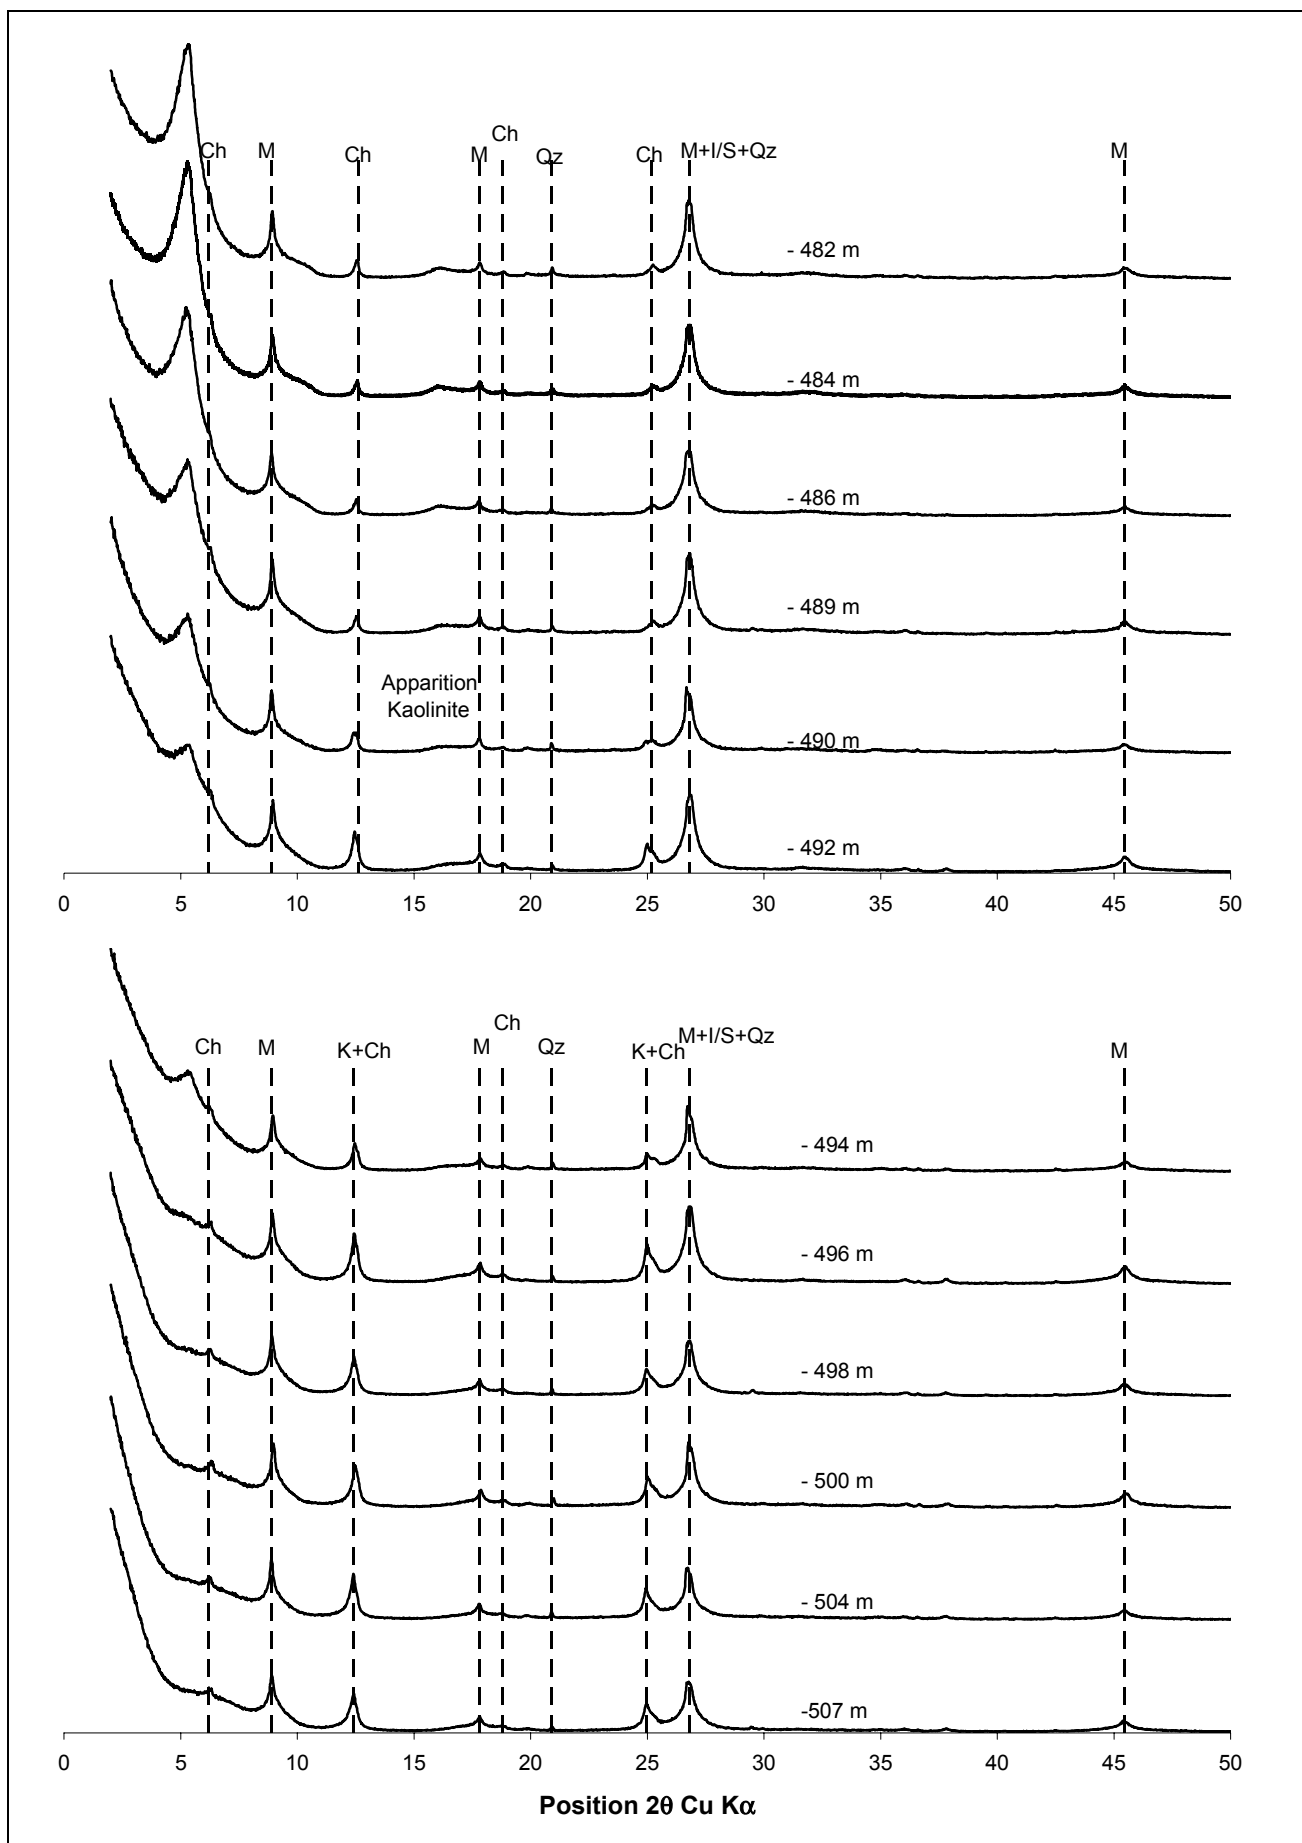 Ch
Ch M Ch M Qz Ch M+I/S+Qz M
- 482 m
- 484 m
- 486 m
- 489 m
Apparition
Kaolinite
- 490 m
- 492 m
0 5 10 15 20 25 30 35 40 45 50
Ch
Ch M K+Ch M Qz K+Ch M+I/S+Qz M
- 494 m
- 496 m
- 498 m
- 500 m
- 504 m
-507 m
0 5 10 15 20 25 30 35 40 45 50
Position 2θ Cu Kα